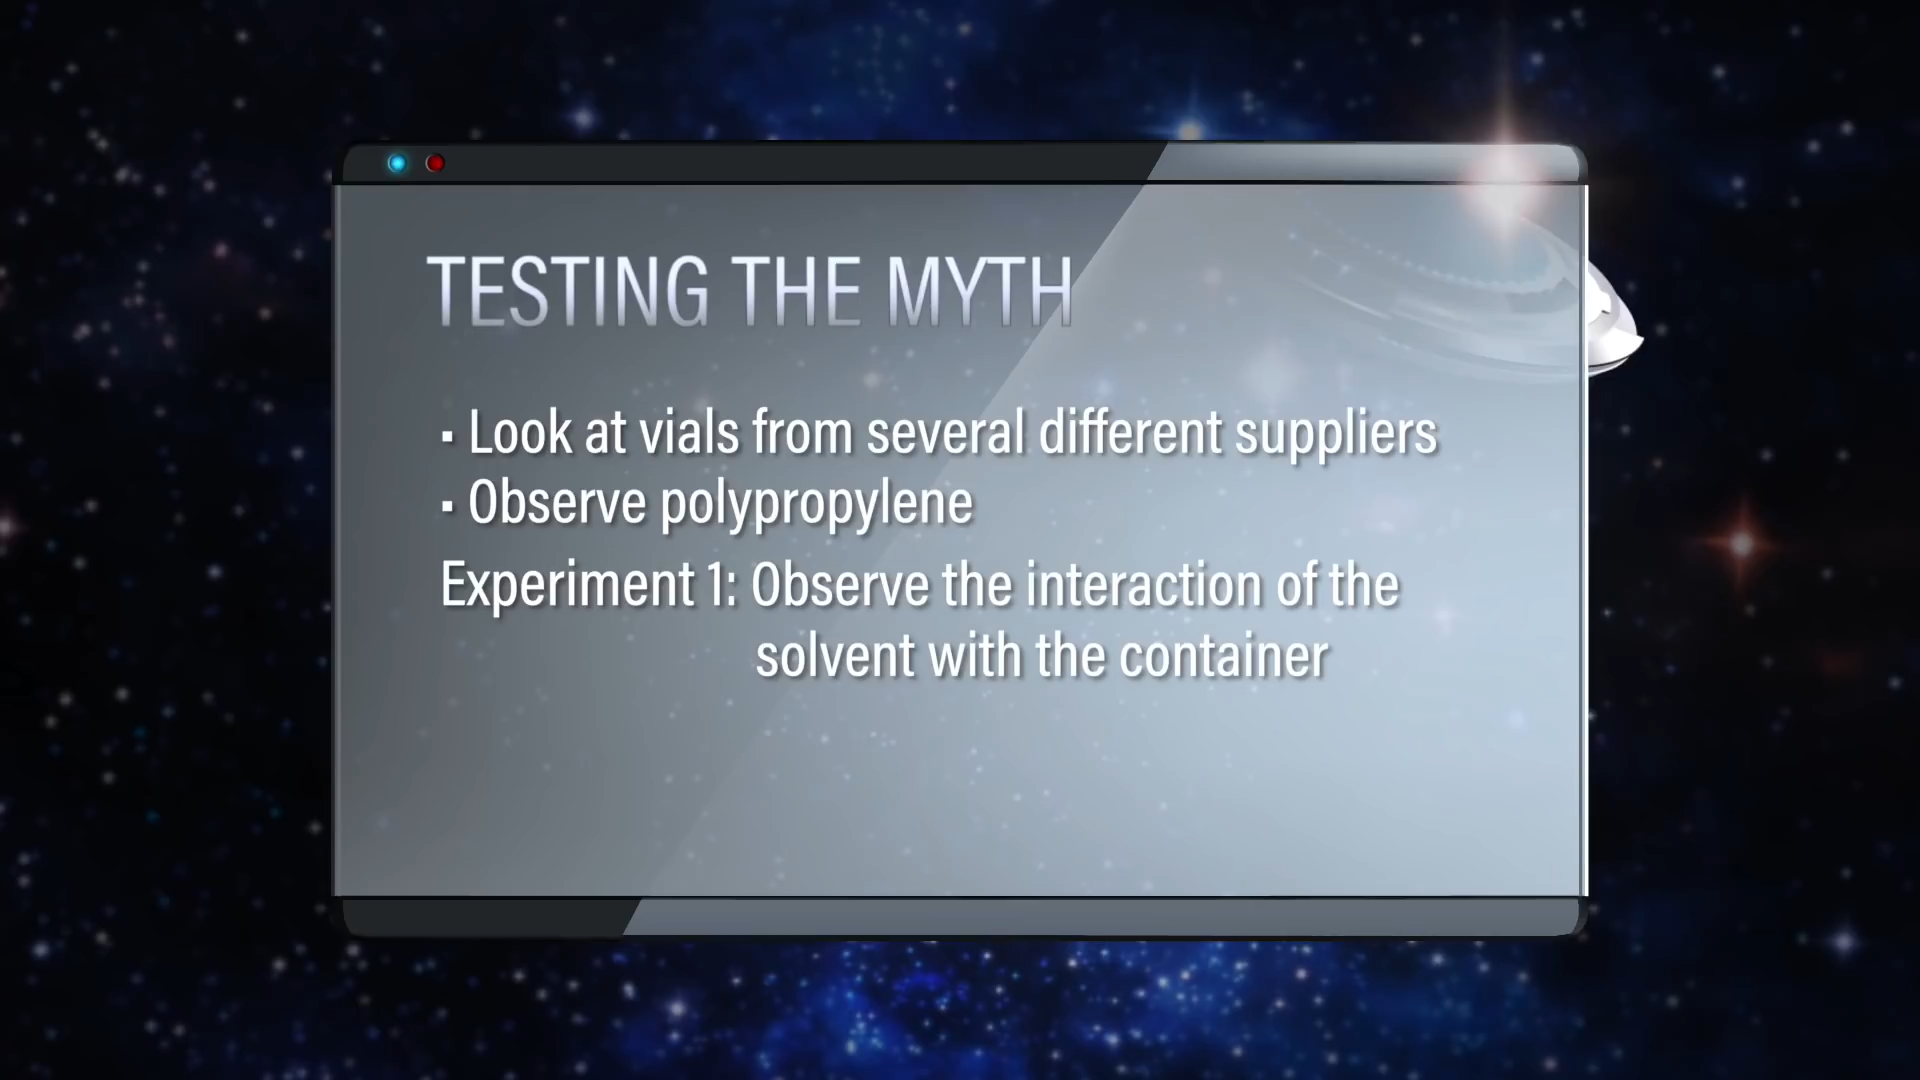 TESTING THE MYTH
▪ Look at vials from several different suppliers
▪ Observe polypropylene
Experiment 1: Observe the interaction of the
solvent with the container